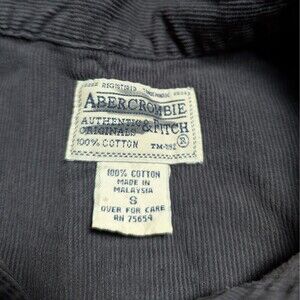 ABERCROMBIE
AUTHENTIC & FITCH
ORIGINALS
100% COTTON
®
100% COTTON
MADE IN
MALAYSIA
S
OVER FOR CARE
RN 75654